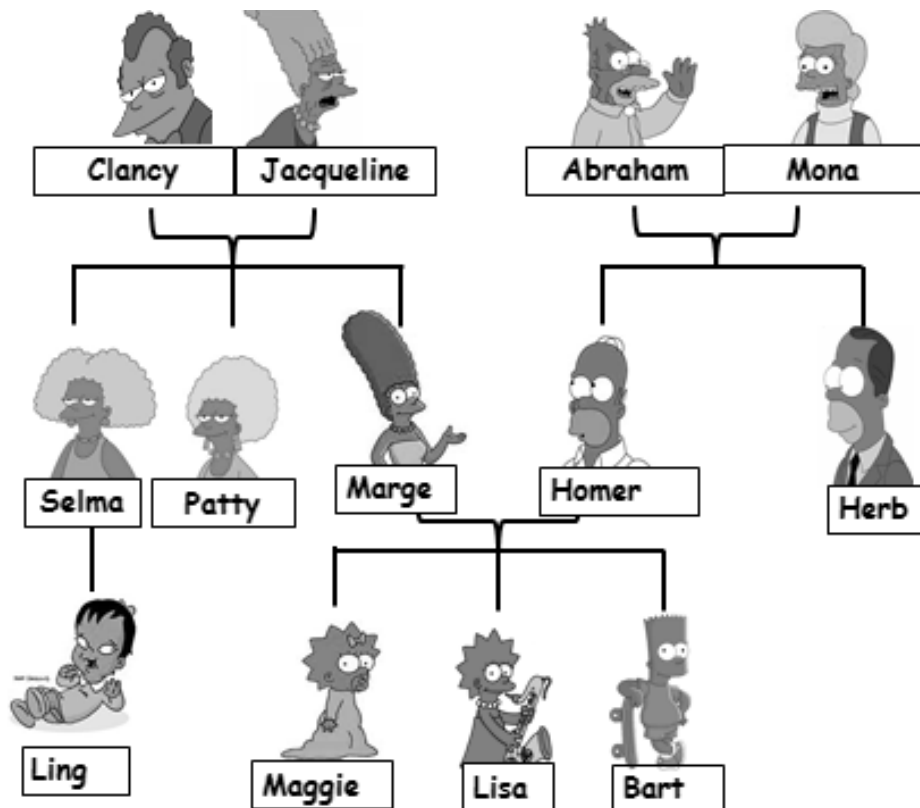 Clancy
Jacqueline
Abraham
Mona
Selma
Patty
Marge
Homer
Herb
Ling
Maggie
Lisa
Bart